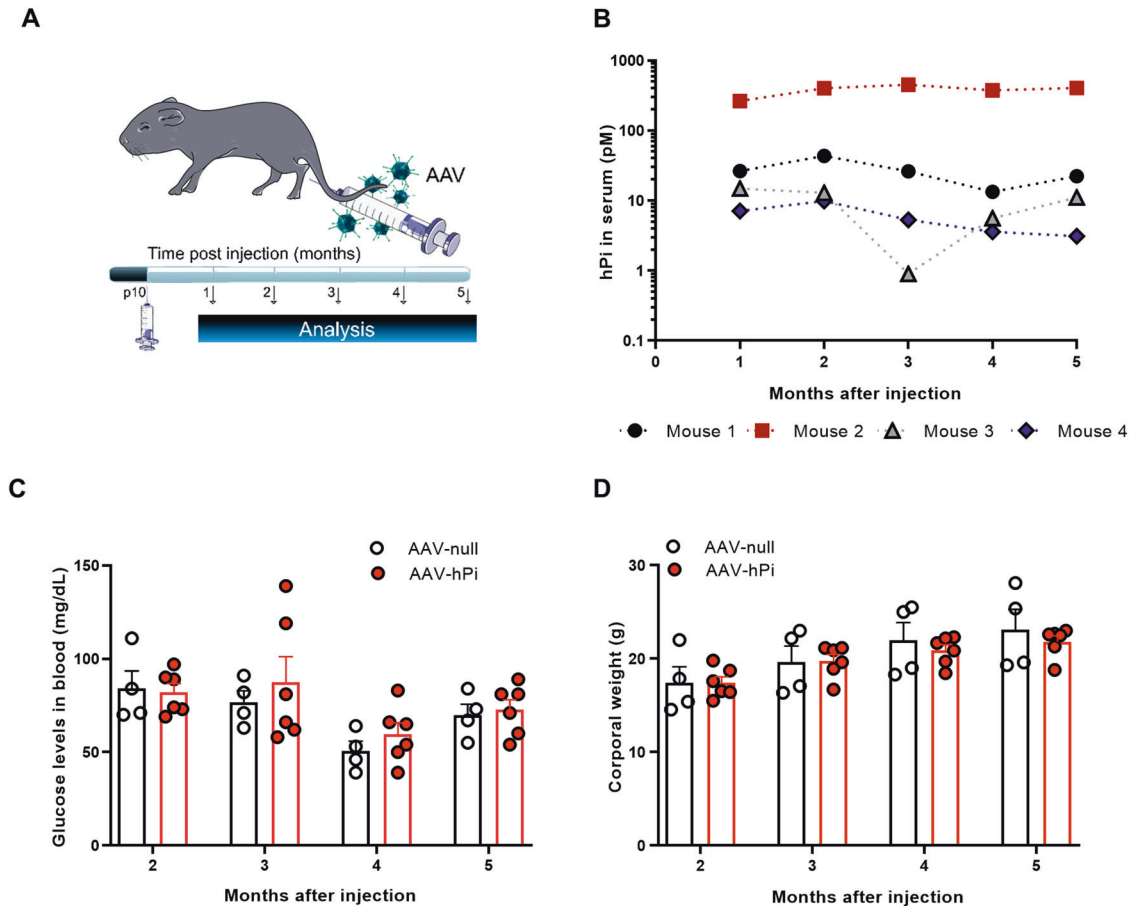 A
AAV
Time post injection (months)
p10 1 2 3 4 5
Analysis
B
hPi in serum (pM)
1000
100
10
1
0.1
0 1 2 3 4 5
Months after injection
Mouse 1 Mouse 2 Mouse 3 Mouse 4
C
AAV-null
AAV-hPi
Glucose levels in blood (mg/dL)
150
100
50
0
2 3 4 5
Months after injection
D
AAV-null
AAV-hPi
Corporal weight (g)
30
20
10
0
2 3 4 5
Months after injection